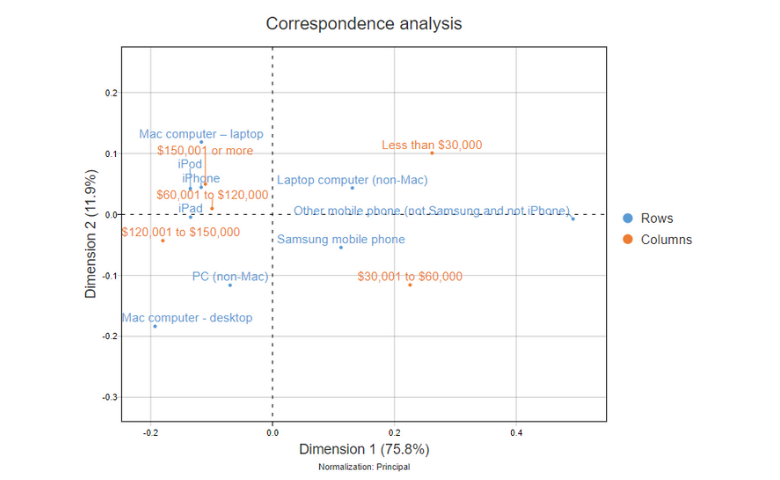 Correspondence analysis
0.2
Mac computer – laptop
$150,001 or more
Less than $30,000
0.1
iPod
iPhone
Laptop computer (non-Mac)
$60,001 to $120,000
iPad
Other mobile phone (not Samsung and not iPhone)
0.0
Rows
$120,001 to $150,000
Samsung mobile phone
Columns
PC (non-Mac)
$30,001 to $60,000
-0.1
Mac computer - desktop
-0.2
-0.3
Dimension 2 (11.9%)
-0.2 0.0 0.2 0.4
Dimension 1 (75.8%)
Normalization: Principal